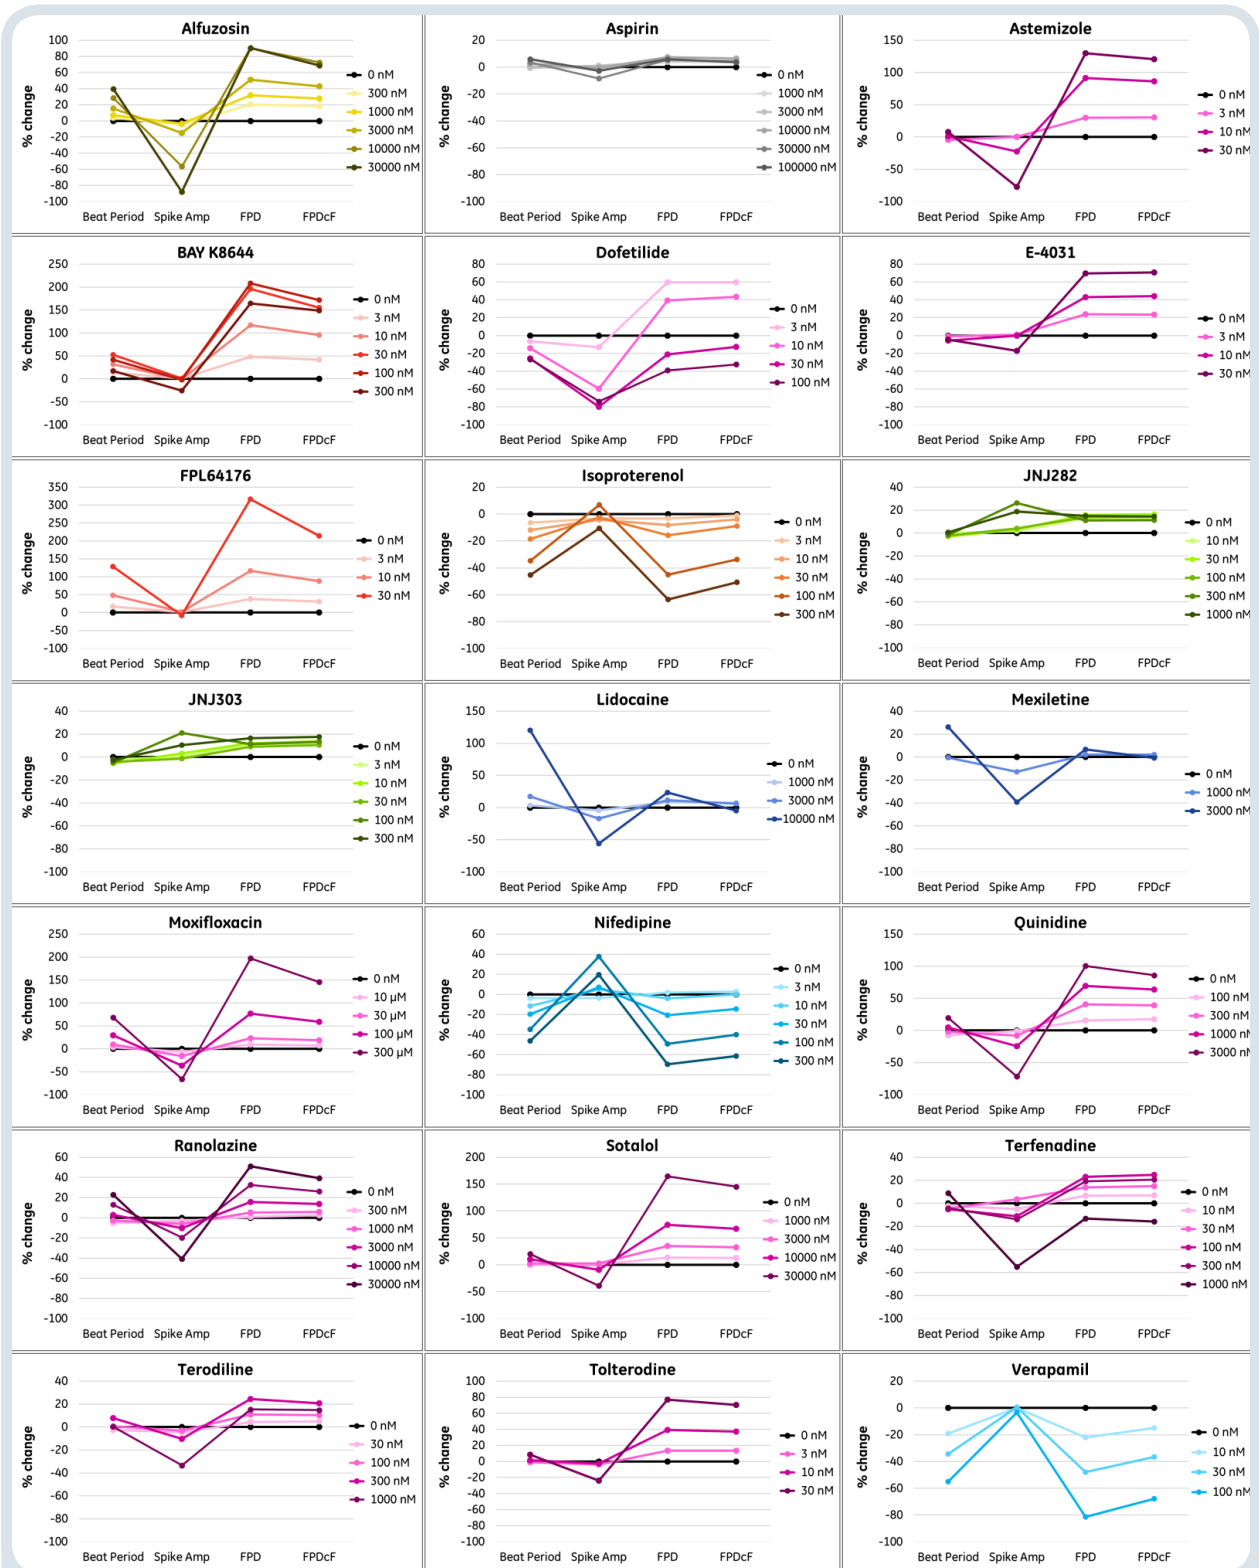 Alfuzosin
% change
100
80
60
40
20
0
-20
-40
-60
-80
-100
Beat Period Spike Amp FPD FPDcF
0 nM
300 nM
1000 nM
3000 nM
10000 nM
30000 nM
Aspirin
% change
20
0
-20
-40
-60
-80
-100
Beat Period Spike Amp FPD FPDcF
0 nM
1000 nM
3000 nM
10000 nM
30000 nM
100000 nM
Astemizole
% change
150
100
50
0
-50
-100
Beat Period Spike Amp FPD FPDcF
0 nM
3 nM
10 nM
30 nM
BAY K8644
% change
250
200
150
100
50
0
-50
-100
Beat Period Spike Amp FPD FPDcF
0 nM
3 nM
10 nM
30 nM
100 nM
300 nM
Dofetilide
% change
80
60
40
20
0
-20
-40
-60
-80
-100
Beat Period Spike Amp FPD FPDcF
0 nM
3 nM
10 nM
30 nM
100 nM
E-4031
% change
80
60
40
20
0
-20
-40
-60
-80
-100
Beat Period Spike Amp FPD FPDcF
0 nM
3 nM
10 nM
30 nM
FPL64176
% change
350
300
250
200
150
100
50
0
-50
-100
Beat Period Spike Amp FPD FPDcF
0 nM
3 nM
10 nM
30 nM
Isoproterenol
% change
20
0
-20
-40
-60
-80
-100
Beat Period Spike Amp FPD FPDcF
0 nM
3 nM
10 nM
30 nM
100 nM
300 nM
JNJ282
% change
40
20
0
-20
-40
-60
-80
-100
Beat Period Spike Amp FPD FPDcF
0 nM
10 nM
30 nM
100 nM
300 nM
1000 nM
JNJ303
% change
40
20
0
-20
-40
-60
-80
-100
Beat Period Spike Amp FPD FPDcF
0 nM
3 nM
10 nM
30 nM
100 nM
300 nM
Lidocaine
% change
150
100
50
0
-50
-100
Beat Period Spike Amp FPD FPDcF
0 nM
1000 nM
3000 nM
10000 nM
Mexiletine
% change
40
20
0
-20
-40
-60
-80
-100
Beat Period Spike Amp FPD FPDcF
0 nM
1000 nM
3000 nM
Moxifloxacin
% change
250
200
150
100
50
0
-50
-100
Beat Period Spike Amp FPD FPDcF
0 nM
10 µM
30 µM
100 µM
300 µM
Nifedipine
% change
60
40
20
0
-20
-40
-60
-80
-100
Beat Period Spike Amp FPD FPDcF
0 nM
3 nM
10 nM
30 nM
100 nM
300 nM
Quinidine
% change
150
100
50
0
-50
-100
Beat Period Spike Amp FPD FPDcF
0 nM
100 nM
300 nM
1000 nM
3000 nM
Ranolazine
% change
60
40
20
0
-20
-40
-60
-80
-100
Beat Period Spike Amp FPD FPDcF
0 nM
300 nM
1000 nM
3000 nM
10000 nM
30000 nM
Sotalol
% change
200
150
100
50
0
-50
-100
Beat Period Spike Amp FPD FPDcF
0 nM
1000 nM
3000 nM
10000 nM
30000 nM
Terfenadine
% change
40
20
0
-20
-40
-60
-80
-100
Beat Period Spike Amp FPD FPDcF
0 nM
10 nM
30 nM
100 nM
300 nM
1000 nM
Terodiline
% change
40
20
0
-20
-40
-60
-80
-100
Beat Period Spike Amp FPD FPDcF
0 nM
30 nM
100 nM
300 nM
1000 nM
Tolterodine
% change
100
80
60
40
20
0
-20
-40
-60
-80
-100
Beat Period Spike Amp FPD FPDcF
0 nM
3 nM
10 nM
30 nM
Verapamil
% change
20
0
-20
-40
-60
-80
-100
Beat Period Spike Amp FPD FPDcF
0 nM
10 nM
30 nM
100 nM